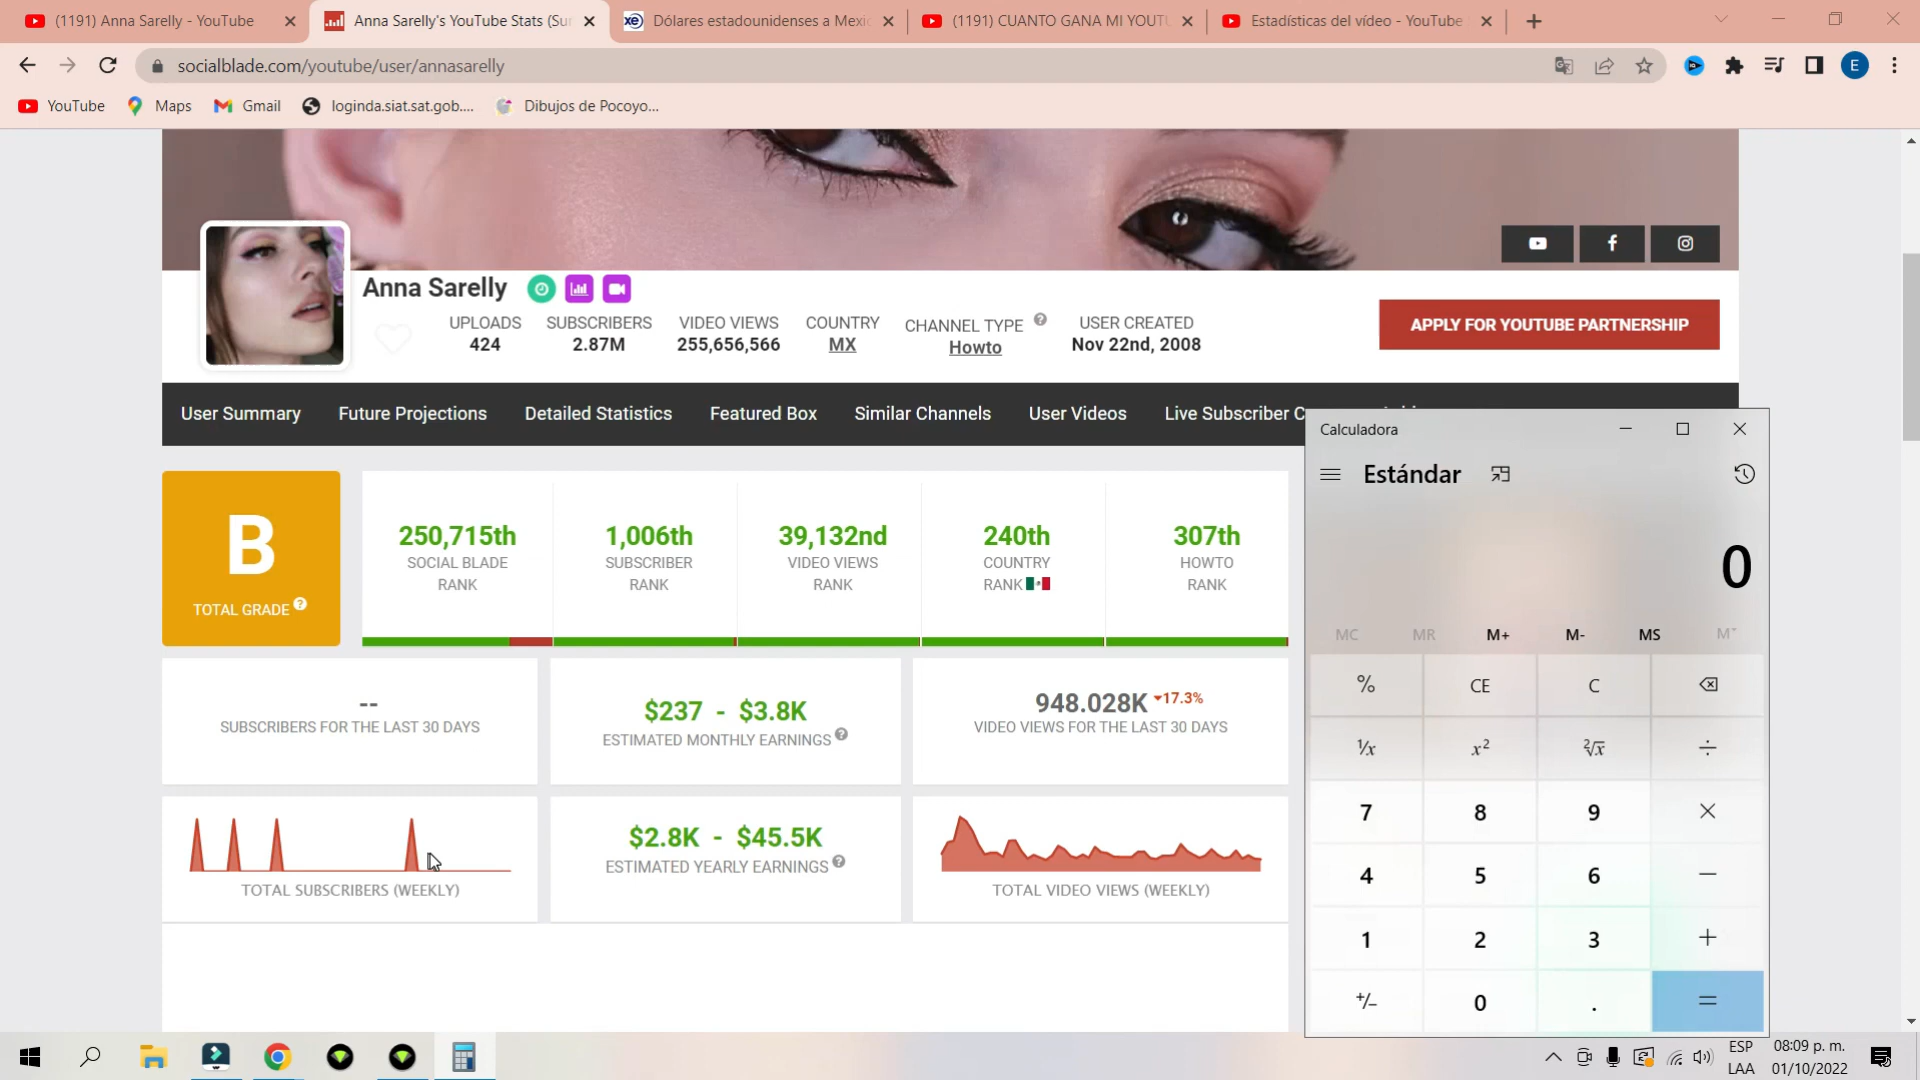 (1191) Anna Sarelly - YouTube
Anna Sarelly's YouTube Stats (Su
Dólares estadounidenses a Mexic
(1191) CUANTO GANA MI YOUTU
Estadísticas del vídeo - YouTube
socialblade.com/youtube/user/annasarelly
E
YouTube
Maps
Gmail
loginda.siat.sat.gob....
Dibujos de Pocoyo...
Anna Sarelly
UPLOADS
424
SUBSCRIBERS
2.87M
VIDEO VIEWS
255,656,566
COUNTRY
MX
CHANNEL TYPE
Howto
USER CREATED
Nov 22nd, 2008
APPLY FOR YOUTUBE PARTNERSHIP
User Summary
Future Projections
Detailed Statistics
Featured Box
Similar Channels
User Videos
Live Subscriber C
B
TOTAL GRADE
250,715th
SOCIAL BLADE
RANK
1,006th
SUBSCRIBER
RANK
39,132nd
VIDEO VIEWS
RANK
240th
COUNTRY
RANK
307th
HOWTO
RANK
--
SUBSCRIBERS FOR THE LAST 30 DAYS
$237 - $3.8K
ESTIMATED MONTHLY EARNINGS
948.028K 17.3%
VIDEO VIEWS FOR THE LAST 30 DAYS
TOTAL SUBSCRIBERS (WEEKLY)
$2.8K - $45.5K
ESTIMATED YEARLY EARNINGS
TOTAL VIDEO VIEWS (WEEKLY)
Calculadora
Estándar
0
MC MR M+ M- MS M˅
% CE C
⅟x x² ²√x ÷
7 8 9 ×
4 5 6 −
1 2 3 +
+/− 0 . =
ESP
LAA
08:09 p. m.
01/10/2022